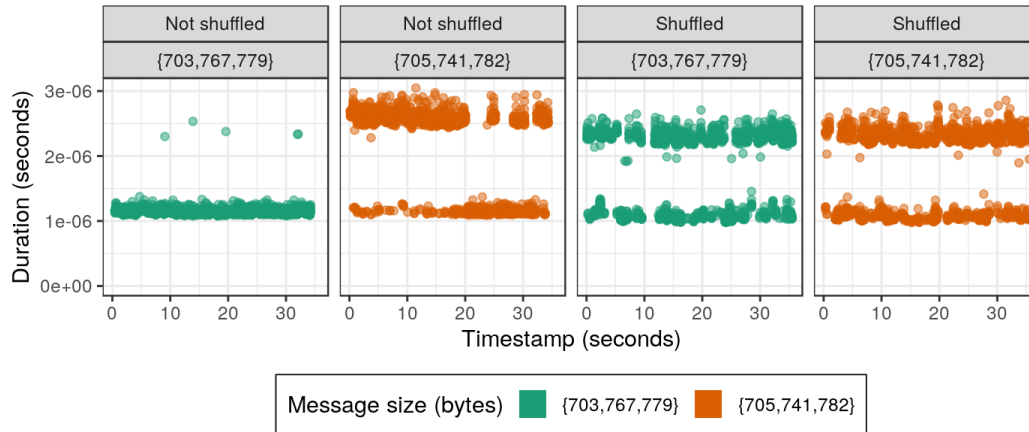 Not shuffled Not shuffled Shuffled Shuffled
{703,767,779} {705,741,782} {703,767,779} {705,741,782}
3e-06
2e-06
1e-06
0e+00
Duration (seconds)
0 10 20 30 0 10 20 30 0 10 20 30 0 10 20 30
Timestamp (seconds)
Message size (bytes) {703,767,779} {705,741,782}